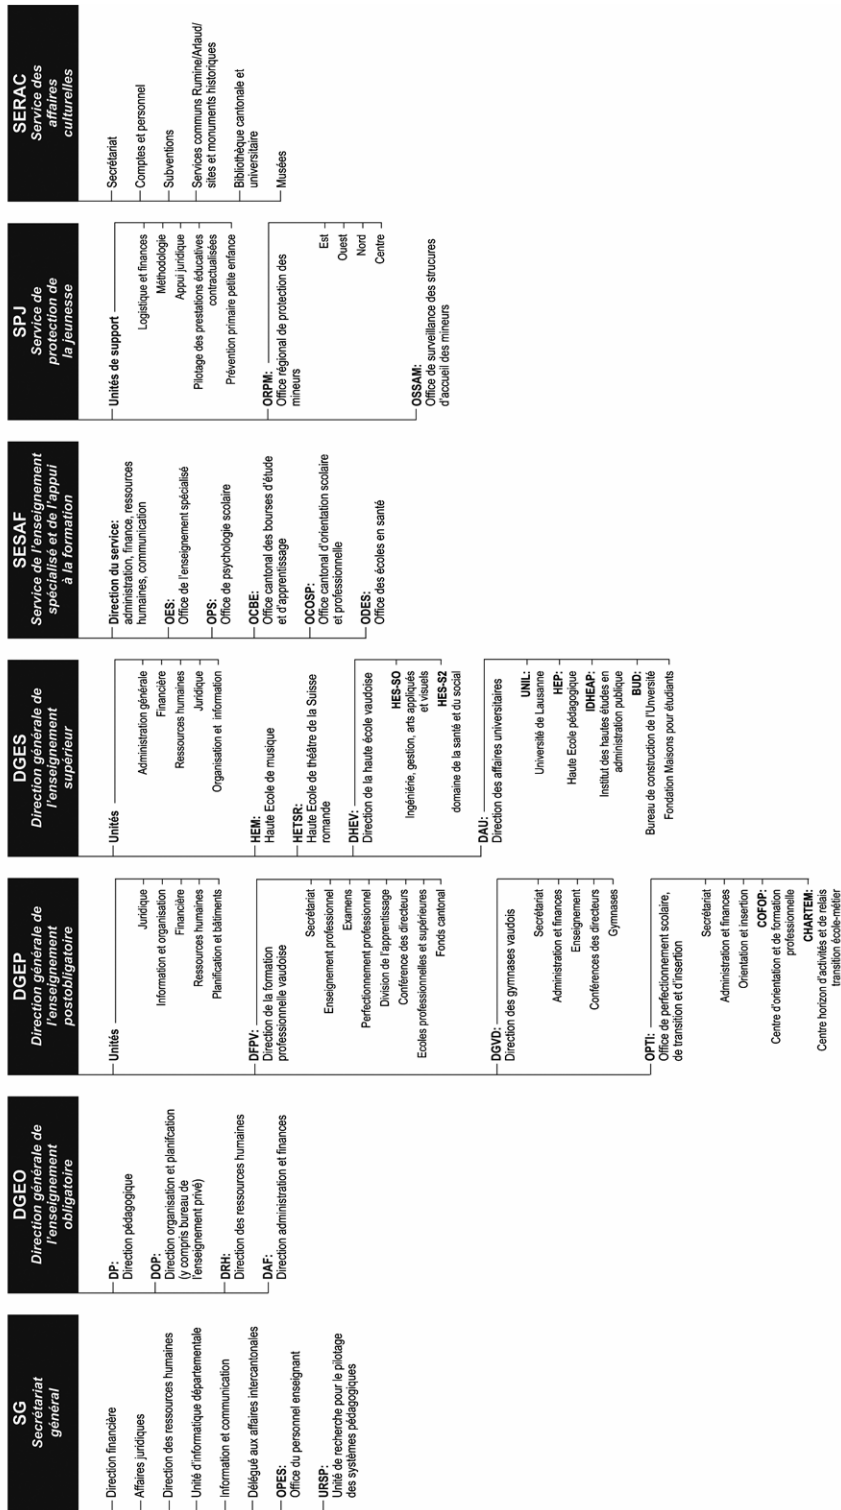 SG
Secrétariat
général
Direction financière
Affaires juridiques
Direction des ressources humaines
Unité d'informatique départementale
Information et communication
Délégué aux affaires intercantonales
OPES:
Office du personnel enseignant
URSP:
Unité de recherche pour le pilotage
des systèmes pédagogiques
DGEO
Direction générale de
l'enseignement
obligatoire
DP:
Direction pédagogique
DOP:
Direction organisation et planifcation
(y compris bureau de
l'enseignement privé)
DRH:
Direction des ressources humaines
DAF:
Direction administration et finances
DGEP
Direction générale de
l'enseignement
postobligatoire
Unités
Juridique
Information et organisation
Financière
Ressources humaines
Planification et bâtiments
DFPV:
Direction de la formation
professionnelle vaudoise
Secrétariat
Enseignement professionnel
Examens
Perfectionnement professionnel
Division de l'apprentissage
Conférence des directeurs
Ecoles professionnelles et supérieures
Fonds cantonal
DGVD:
Direction des gymnases vaudois
Secrétariat
Administration et finances
Enseignement
Conférences des directeurs
Gymnases
OPTI:
Office de perfectionnement scolaire,
de transition et d'insertion
Secrétariat
Administration et finances
Orientation et insertion
COFOP:
Centre d'orientation et de formation
professionnelle
CHARTEM:
Centre horizon d'activités et de relais
transition école-métier
DGES
Direction générale de
l'enseignement
supérieur
Unités
Administration générale
Financière
Ressources humaines
Juridique
Organisation et information
HEM:
Haute Ecole de musique
HETSR:
Haute Ecole de théâtre de la Suisse
romande
DHEV:
Direction de la haute école vaudoise
HES-SO
Ingéniérie, gestion, arts appliqués
et visuels
HES-S2
domaine de la santé et du social
DAU:
Direction des affaires universitaires
UNIL:
Université de Lausanne
HEP:
Haute Ecole pédagogique
IDHEAP:
Institut des hautes études en
administration publique
BUD:
Bureau de construction de l'Unversité
Fondation Maisons pour étudiants
SESAF
Service de l'enseignement
spécialisé et de l'appui
à la formation
Direction du service:
administration, finance, ressources
humaines, communication
OES:
Office de l'enseignement spécialisé
OPS:
Office de psychologie scolaire
OCBE:
Office cantonal des bourses d'étude
et d'apprentissage
OCOSP:
Office cantonal d'orientation scolaire
et professionnelle
ODES:
Office des écoles en santé
SPJ
Service de
protection de
la jeunesse
Unités de support
Logistique et finances
Méthodologie
Appui juridique
Pilotage des prestations éducatives
contractualisées
Prévention primaire petite enfance
ORPM:
Office régional de protection des
mineurs
Est
Ouest
Nord
Centre
OSSAM:
Office de surveillance des strucures
d'accueil des mineurs
SERAC
Service des
affaires
culturelles
Secrétariat
Comptes et personnel
Subventions
Services communs Rumine/Arlaud/
sites et monuments historiques
Bibliothèque cantonale et
universitaire
Musées